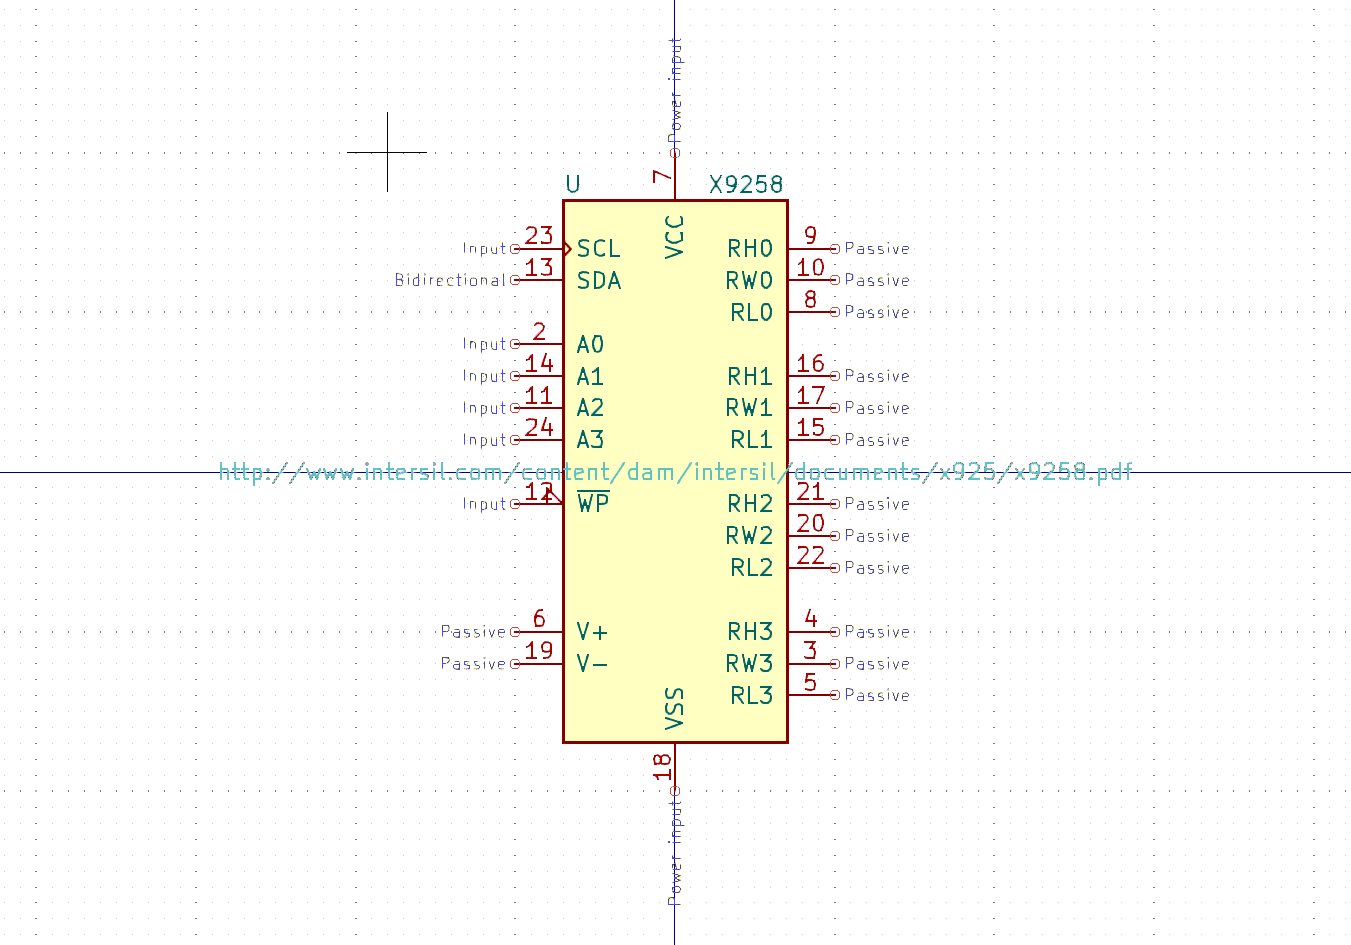 Power input
7
U X9258
VCC
Input 23 SCL RH0 9 Passive
Bidirectional 13 SDA RW0 10 Passive
RL0 8 Passive
Input 2 A0
Input 14 A1 RH1 16 Passive
Input 11 A2 RW1 17 Passive
Input 24 A3 RL1 15 Passive
http://www.intersil.com/content/dam/intersil/documents/x925/x9258.pdf
Input 12 WP RH2 21 Passive
RW2 20 Passive
RL2 22 Passive
Passive 6 V+ RH3 4 Passive
Passive 19 V- RW3 3 Passive
RL3 5 Passive
VSS
18
Power input